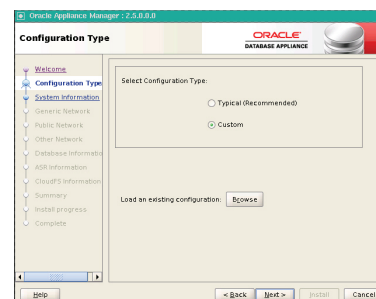 Oracle Appliance Manager : 2.5.0.0.0
Configuration Type
ORACLE
DATABASE APPLIANCE
Welcome
Configuration Type
System Information
Generic Network
Public Network
Other Network
Database Informatio
ASR Information
CloudFS Information
Summary
Install progress
Complete
Select Configuration Type:
Typical (Recommended)
Custom
Load an existing configuration: Browse
Help
< Back Next > Install Cancel